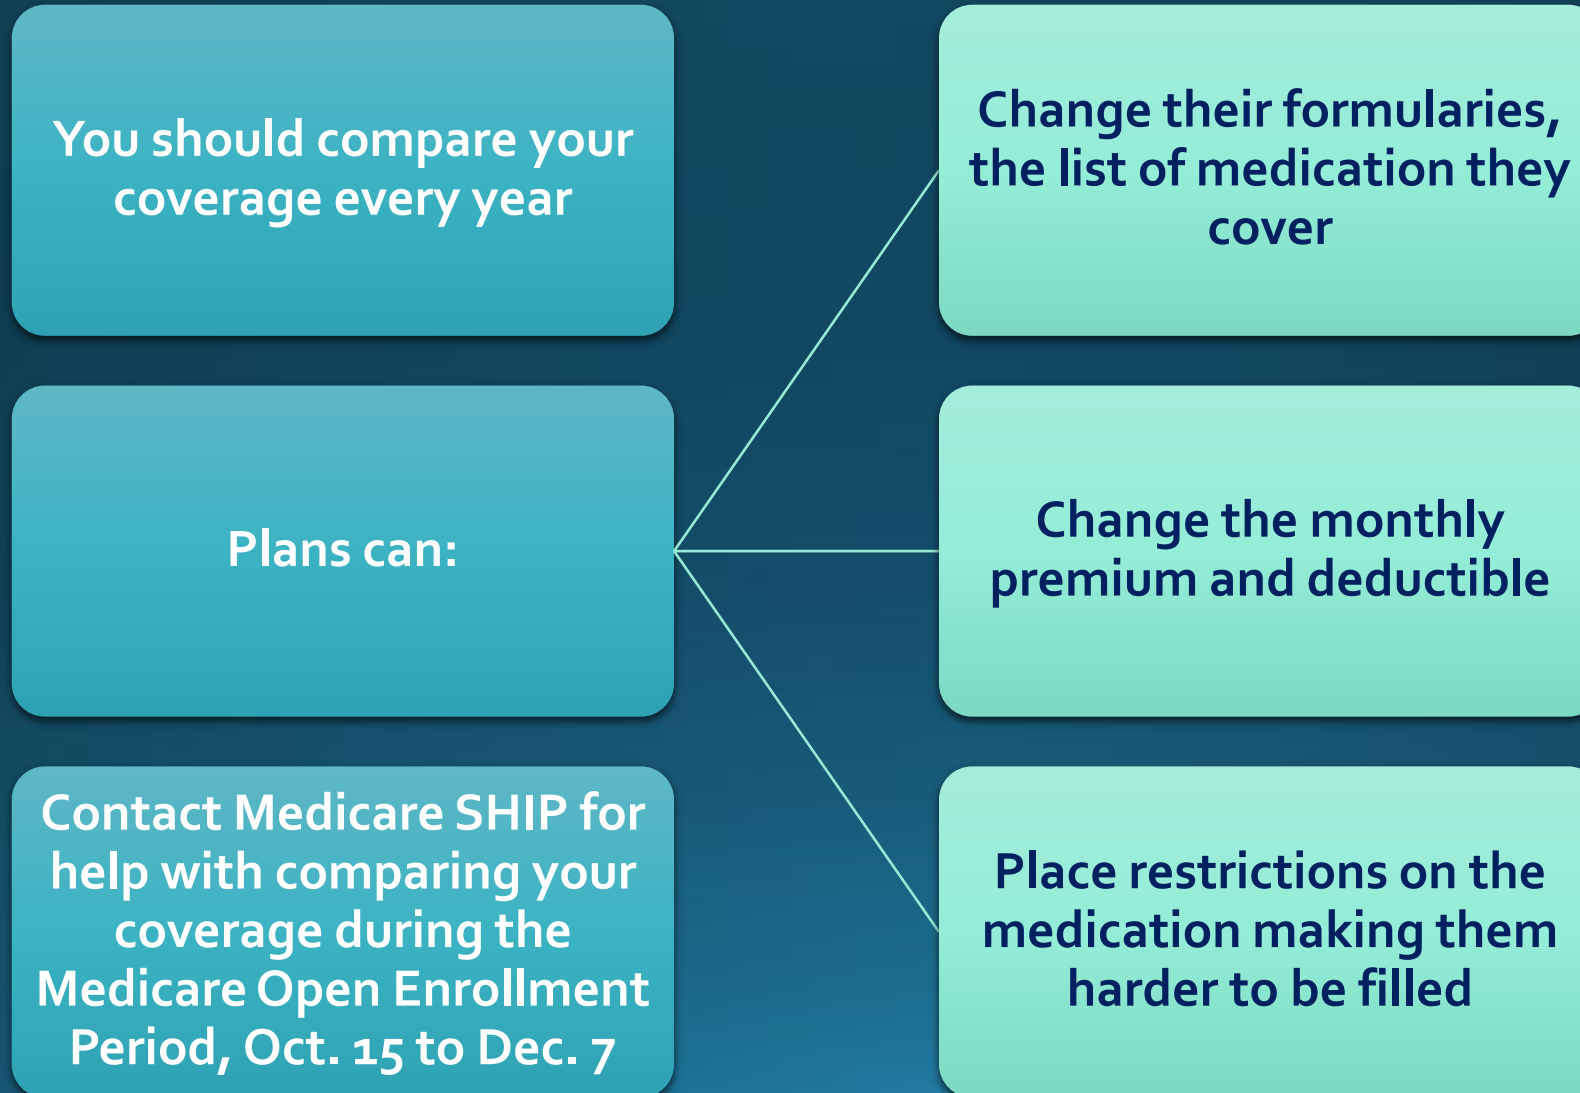 You should compare your
coverage every year
Plans can:
Change their formularies,
the list of medication they
cover
Change the monthly
premium and deductible
Place restrictions on the
medication making them
harder to be filled
Contact Medicare SHIP for
help with comparing your
coverage during the
Medicare Open Enrollment
Period, Oct. 15 to Dec. 7